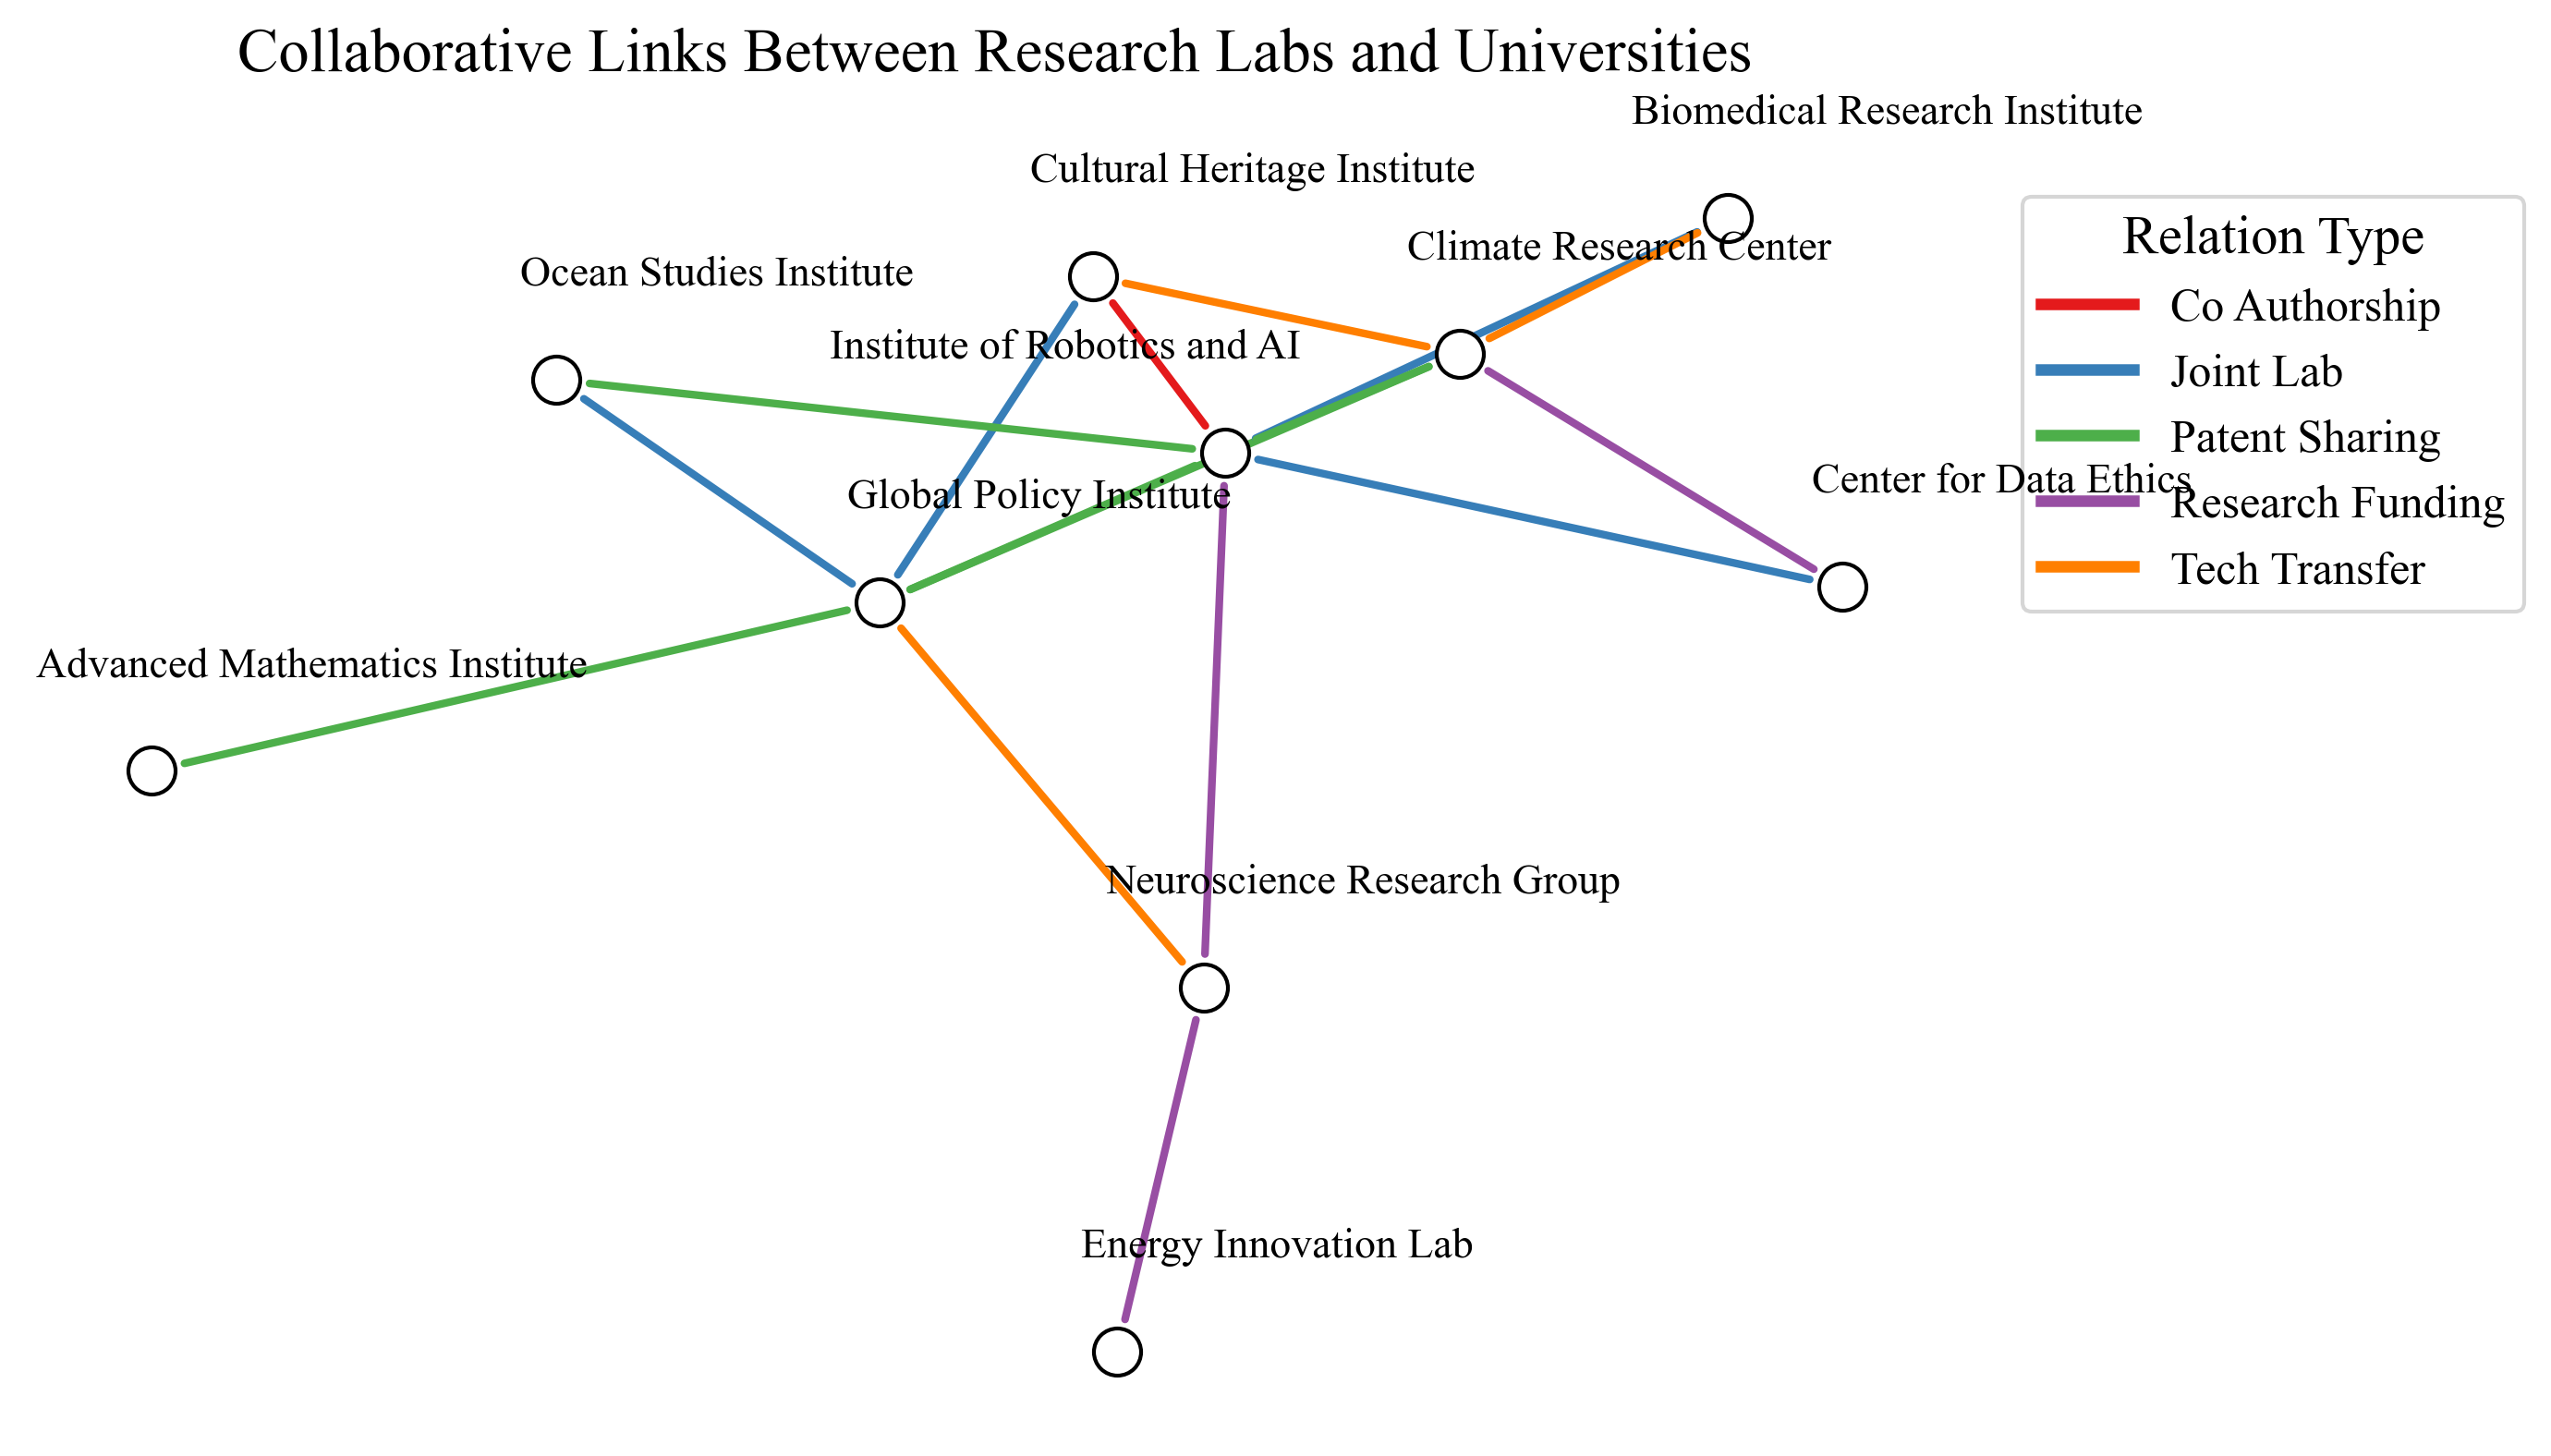 Collaborative Links Between Research Labs and Universities
Biomedical Research Institute
Cultural Heritage Institute
Climate Research Center
Ocean Studies Institute
Institute of Robotics and AI
Global Policy Institute
Center for Data Ethics
Advanced Mathematics Institute
Neuroscience Research Group
Energy Innovation Lab
Relation Type
Co Authorship
Joint Lab
Patent Sharing
Research Funding
Tech Transfer